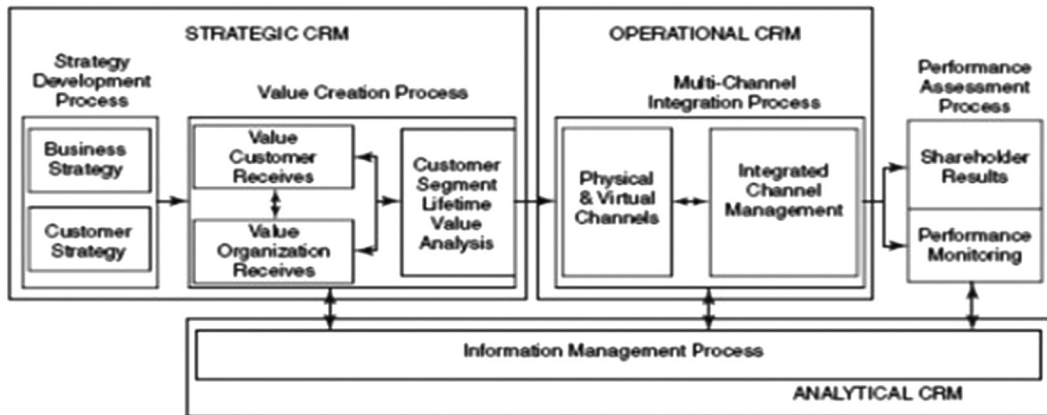 STRATEGIC CRM
Strategy
Development
Process
Business
Strategy
Customer
Strategy
Value Creation Process
Value
Customer
Receives
Value
Organization
Receives
Customer
Segment
Lifetime
Value
Analysis
OPERATIONAL CRM
Multi-Channel
Integration Process
Physical
& Virtual
Channels
Integrated
Channel
Management
Performance
Assessment
Process
Shareholder
Results
Performance
Monitoring
Information Management Process
ANALYTICAL CRM